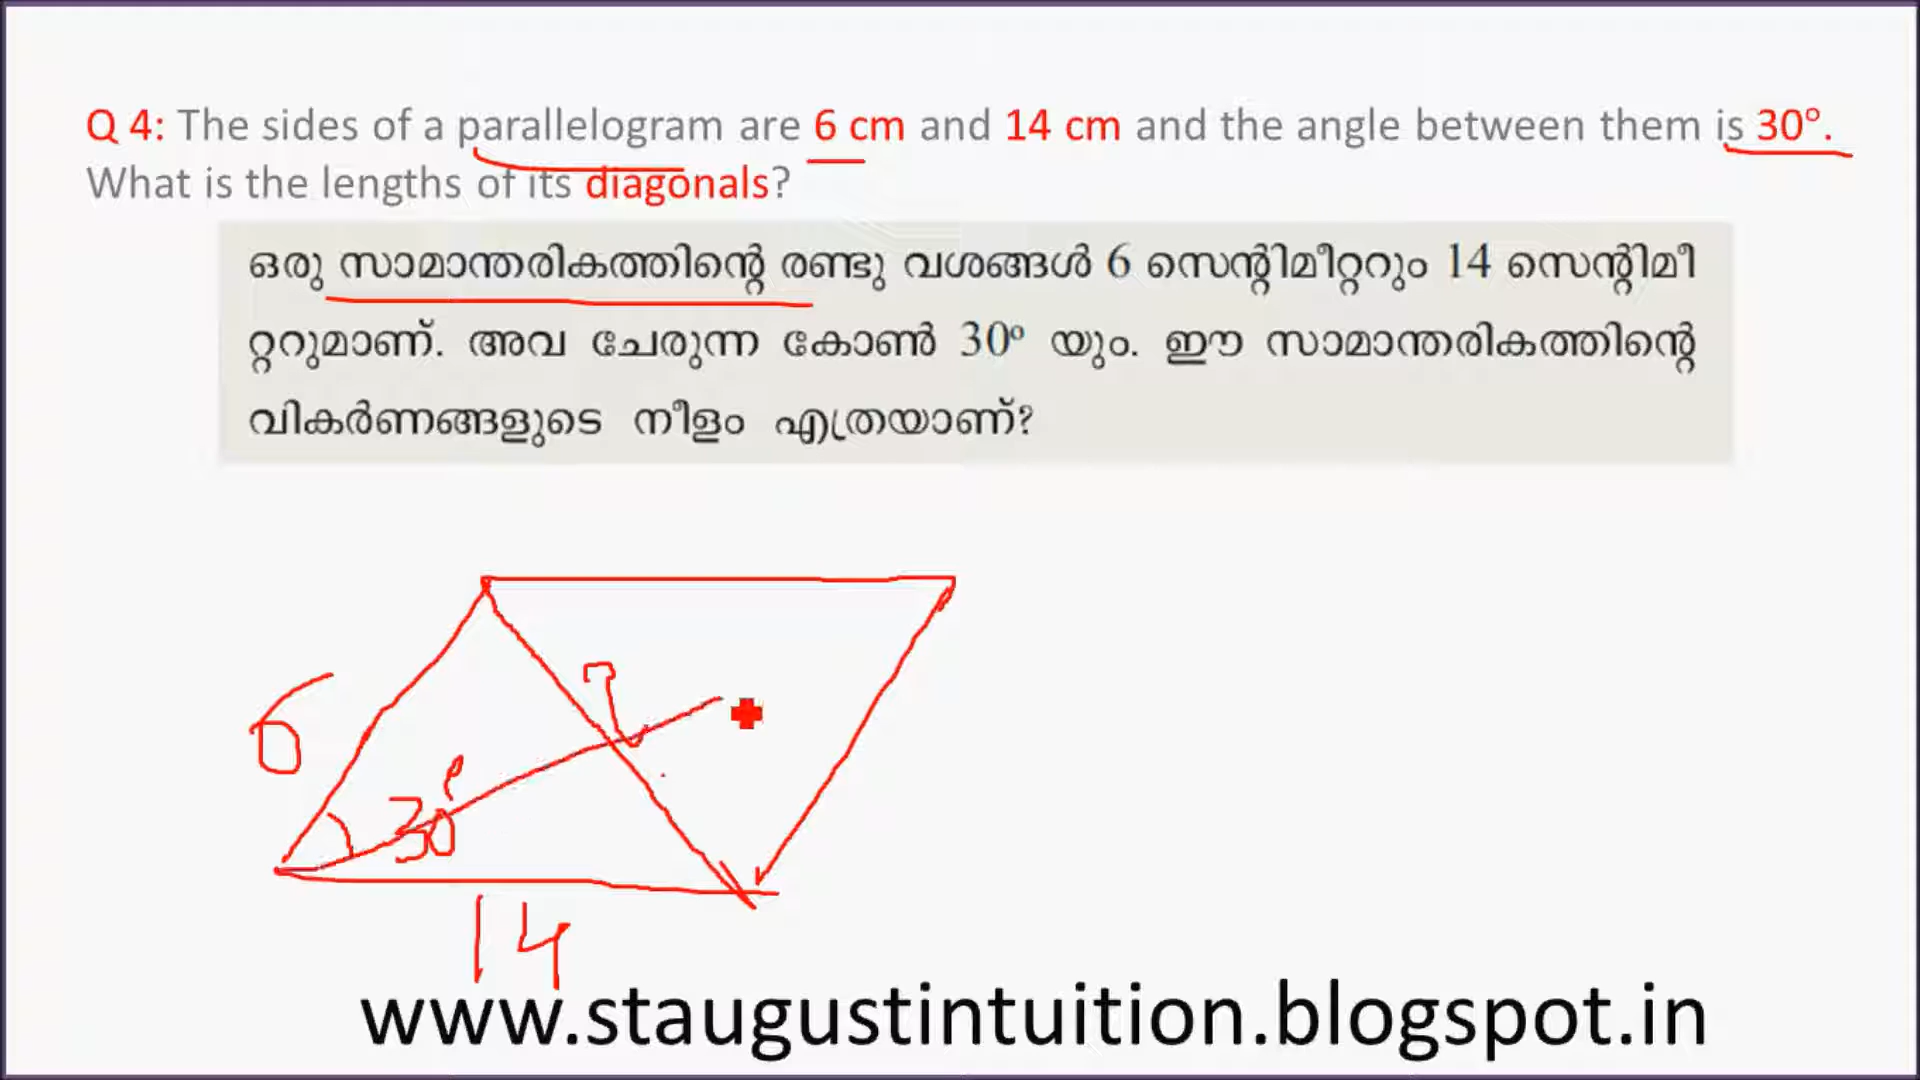 Q 4: The sides of a parallelogram are 6 cm and 14 cm and the angle between them is 30°.
What is the lengths of its diagonals?
ഒരു സാമാന്തരികത്തിന്റെ രണ്ടു വശങ്ങൾ 6 സെന്റിമീറ്ററും 14 സെന്റിമീ
റ്ററുമാണ്. അവ ചേരുന്ന കോൺ 30° യും. ഈ സാമാന്തരികത്തിന്റെ
വികർണങ്ങളുടെ നീളം എത്രയാണ്?
?
6
30°
14
www.staugustintuition.blogspot.in